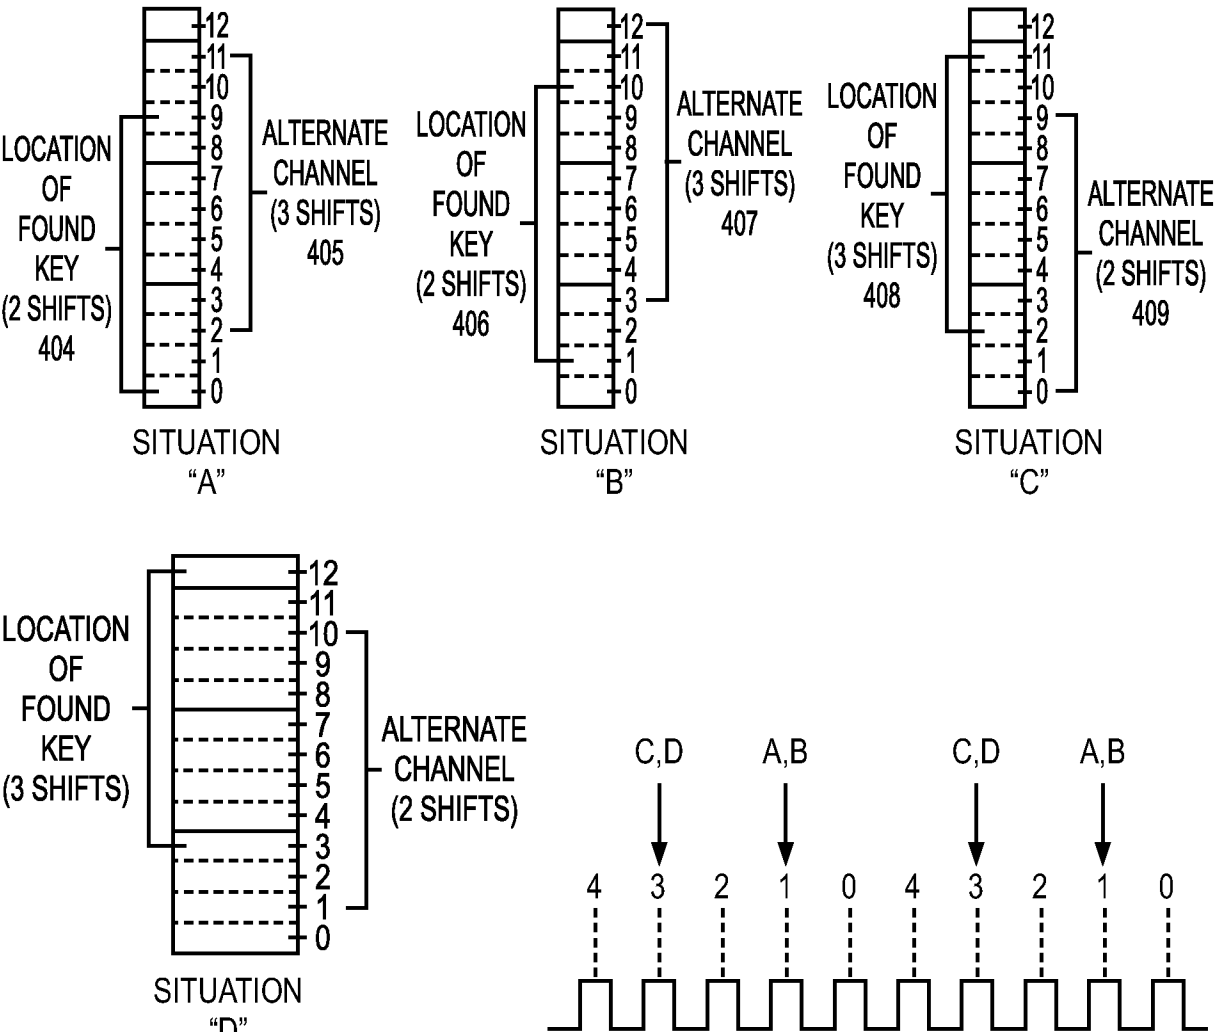 12
11
10
9
8
7
6
5
4
3
2
1
0
LOCATION
OF
FOUND
KEY
(2 SHIFTS)
404
ALTERNATE
CHANNEL
(3 SHIFTS)
405
SITUATION
“A”
12
11
10
9
8
7
6
5
4
3
2
1
0
LOCATION
OF
FOUND
KEY
(2 SHIFTS)
406
ALTERNATE
CHANNEL
(3 SHIFTS)
407
SITUATION
“B”
12
11
10
9
8
7
6
5
4
3
2
1
0
LOCATION
OF
FOUND
KEY
(3 SHIFTS)
408
ALTERNATE
CHANNEL
(2 SHIFTS)
409
SITUATION
“C”
12
11
10
9
8
7
6
5
4
3
2
1
0
LOCATION
OF
FOUND
KEY
(3 SHIFTS)
ALTERNATE
CHANNEL
(2 SHIFTS)
SITUATION
“D”
C,D A,B C,D A,B
4 3 2 1 0 4 3 2 1 0